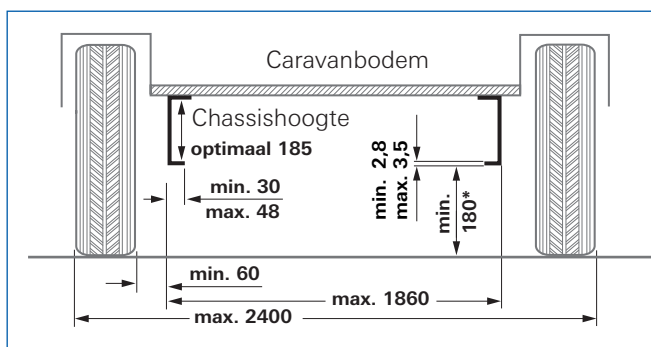 Caravanbodem
Chassishoogte
optimaal 185
min. 30
max. 48
min. 2,8
max. 3,5
min.
180*
min. 60
max. 1860
max. 2400